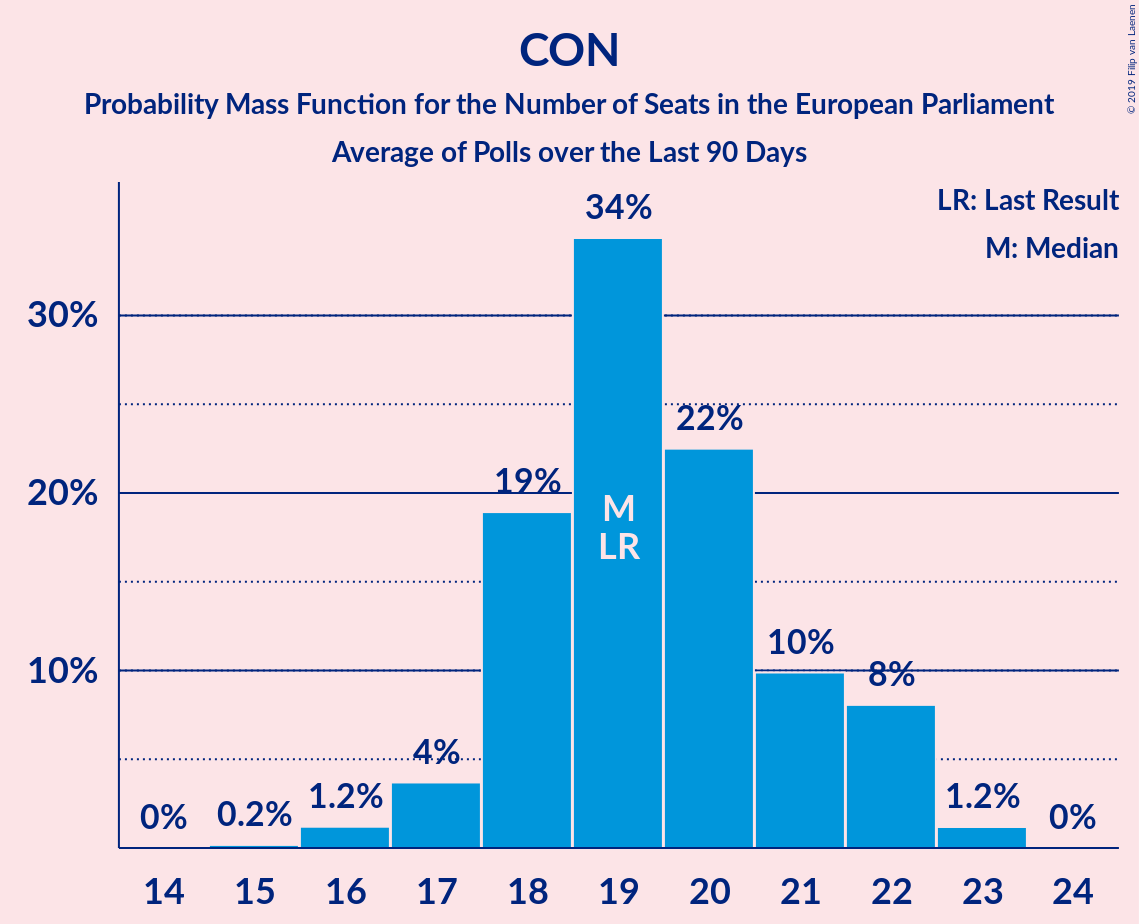 CON
Probability Mass Function for the Number of Seats in the European Parliament
Average of Polls over the Last 90 Days
© 2019 Filip van Laenen
LR: Last Result
M: Median
34%
30%
22%
19%
20%
M
LR
10%
10%
8%
4%
1.2%
1.2%
0%
0.2%
0%
14 15 16 17 18 19 20 21 22 23 24